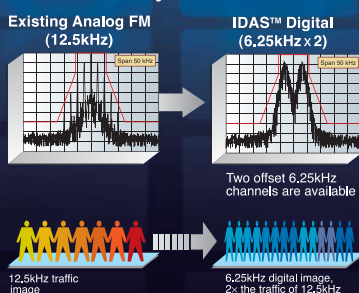 Existing Analog FM
(12.5kHz)
IDAS™ Digital
(6.25kHz x 2)
Span 50 kHz
Span 50 kHz
Two offset 6.25kHz
channels are available
12.5kHz traffic
image
6.25kHz digital image,
2x the traffic of 12.5kHz